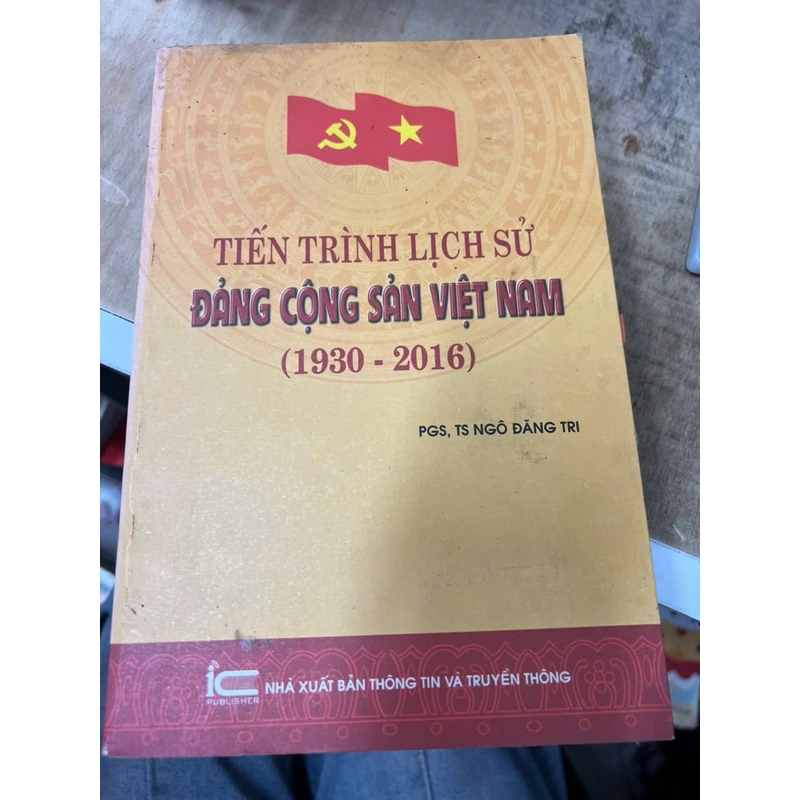 TIẾN TRÌNH LỊCH SỬ
ĐẢNG CỘNG SẢN VIỆT NAM
(1930 - 2016)
PGS, TS NGÔ ĐĂNG TRI
ic PUBLISHER NHÀ XUẤT BẢN THÔNG TIN VÀ TRUYỀN THÔNG